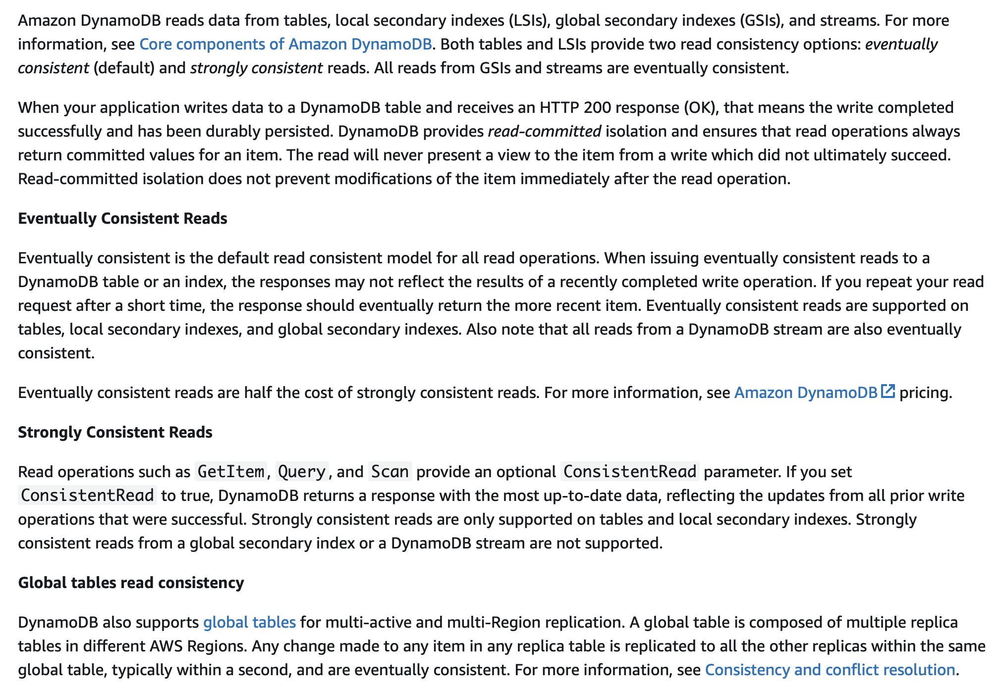 Amazon DynamoDB reads data from tables, local secondary indexes (LSIs), global secondary indexes (GSIs), and streams. For more
information, see Core components of Amazon DynamoDB. Both tables and LSIs provide two read consistency options: eventually
consistent (default) and strongly consistent reads. All reads from GSIs and streams are eventually consistent.
When your application writes data to a DynamoDB table and receives an HTTP 200 response (OK), that means the write completed
successfully and has been durably persisted. DynamoDB provides read-committed isolation and ensures that read operations always
return committed values for an item. The read will never present a view to the item from a write which did not ultimately succeed.
Read-committed isolation does not prevent modifications of the item immediately after the read operation.
Eventually Consistent Reads
Eventually consistent is the default read consistent model for all read operations. When issuing eventually consistent reads to a
DynamoDB table or an index, the responses may not reflect the results of a recently completed write operation. If you repeat your read
request after a short time, the response should eventually return the more recent item. Eventually consistent reads are supported on
tables, local secondary indexes, and global secondary indexes. Also note that all reads from a DynamoDB stream are also eventually
consistent.
Eventually consistent reads are half the cost of strongly consistent reads. For more information, see Amazon DynamoDB pricing.
Strongly Consistent Reads
Read operations such as GetItem, Query, and Scan provide an optional ConsistentRead parameter. If you set
ConsistentRead to true, DynamoDB returns a response with the most up-to-date data, reflecting the updates from all prior write
operations that were successful. Strongly consistent reads are only supported on tables and local secondary indexes. Strongly
consistent reads from a global secondary index or a DynamoDB stream are not supported.
Global tables read consistency
DynamoDB also supports global tables for multi-active and multi-Region replication. A global table is composed of multiple replica
tables in different AWS Regions. Any change made to any item in any replica table is replicated to all the other replicas within the same
global table, typically within a second, and are eventually consistent. For more information, see Consistency and conflict resolution.